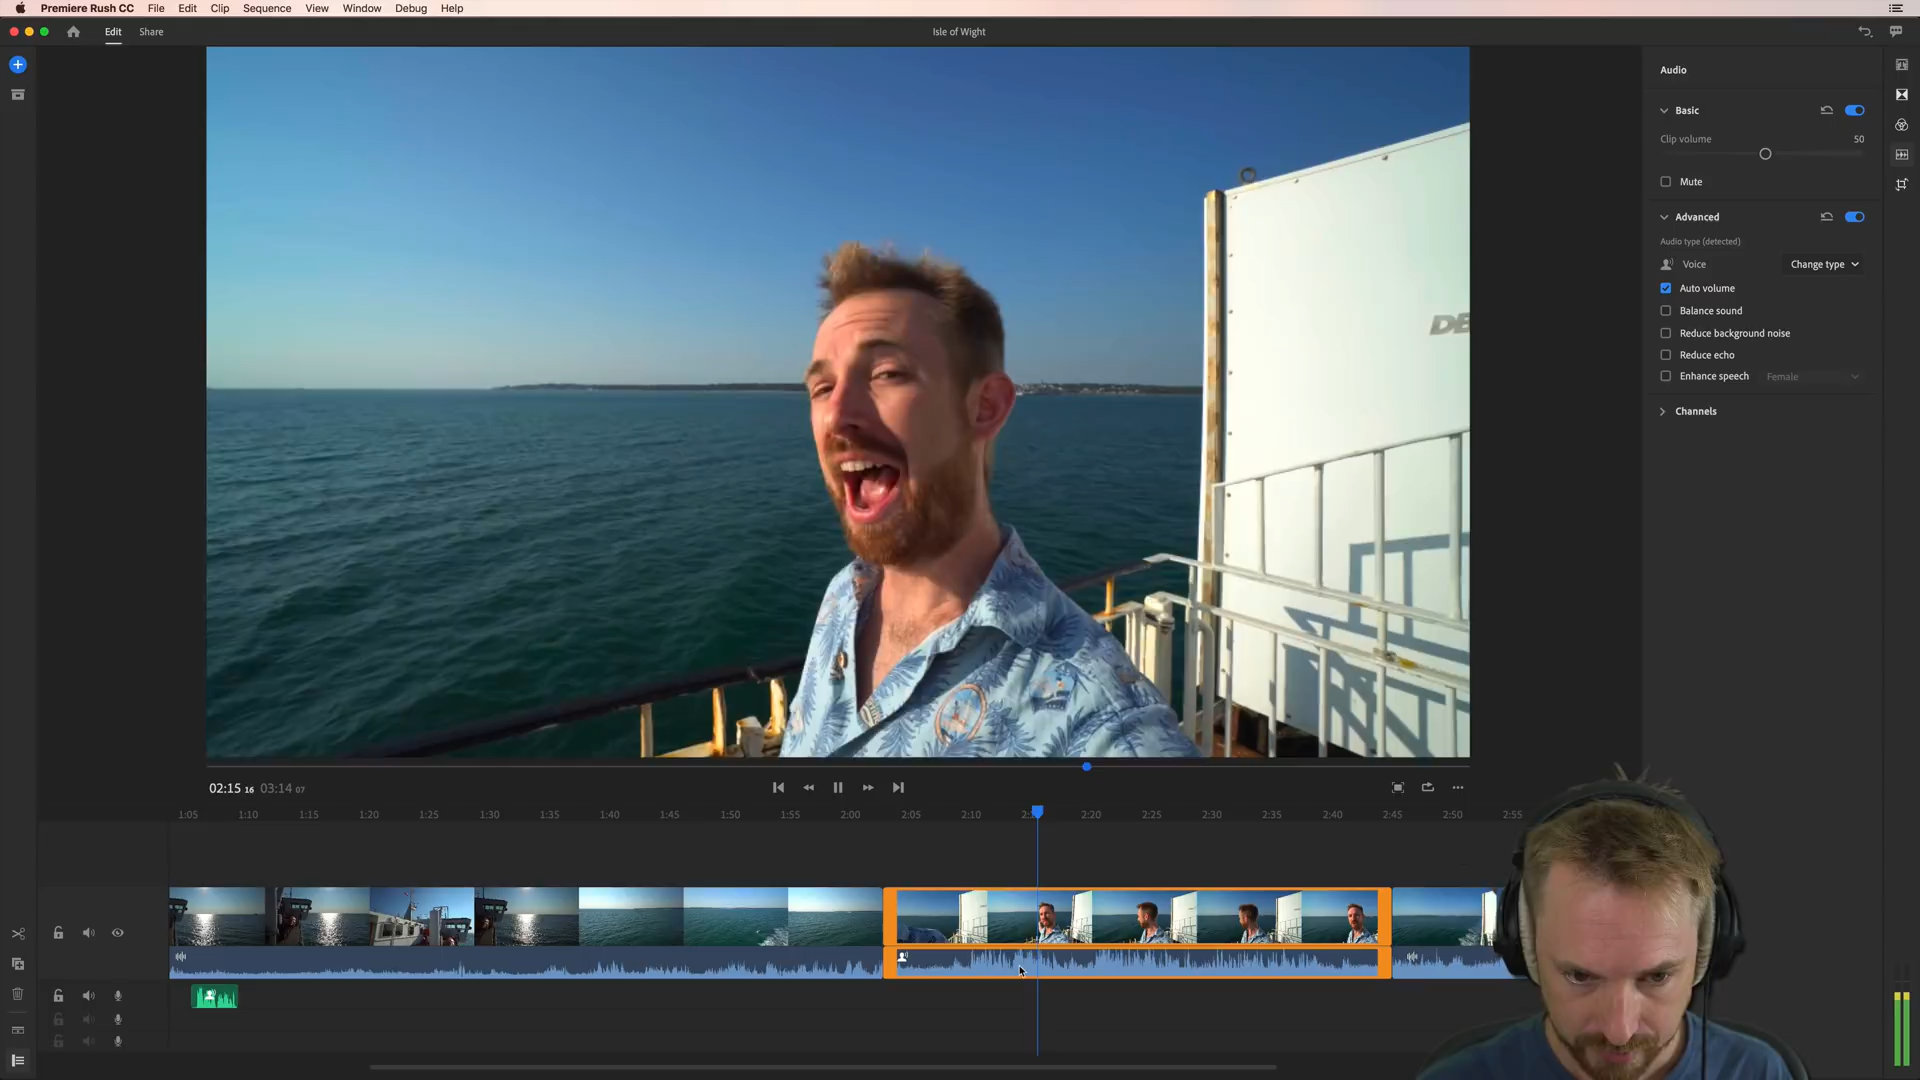 Premiere Rush CC File Edit Clip Sequence View Window Debug Help
Edit Share Isle of Wight
Audio
Basic
Clip volume 50
Mute
Advanced
Audio type (detected)
Voice Change type
Auto volume
Balance sound
Reduce background noise
Reduce echo
Enhance speech Female
Channels
DE
02:15 16 03:14 07
1:05 1:10 1:15 1:20 1:25 1:30 1:35 1:40 1:45 1:50 1:55 2:00 2:05 2:10 2:20 2:25 2:30 2:35 2:40 2:45 2:50 2:55